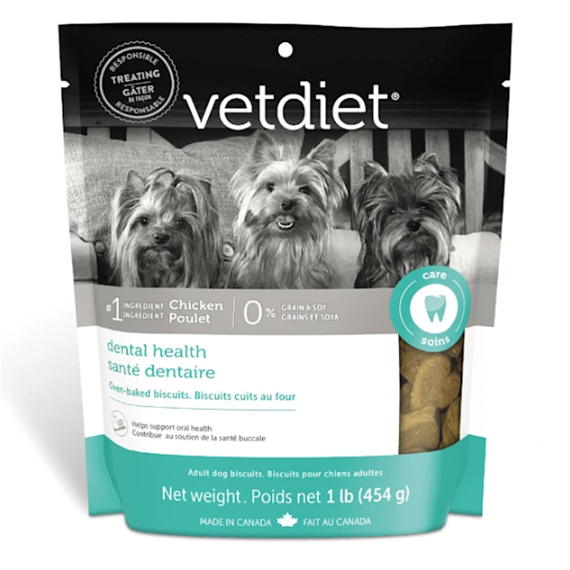 RESPONSIBLE
TREATING
GÂTER
DE FAÇON
RESPONSABLE
vetdiet®
#1 INGREDIENT Chicken
INGRÉDIENT Poulet
0% GRAIN & SOY
GRAINS ET SOYA
care
soins
dental health
santé dentaire
Oven-baked biscuits. Biscuits cuits au four
Helps support oral health
Contribue au soutien de la santé buccale
Adult dog biscuits. Biscuits pour chiens adultes
Net weight. Poids net 1 lb (454 g)
MADE IN CANADA FAIT AU CANADA